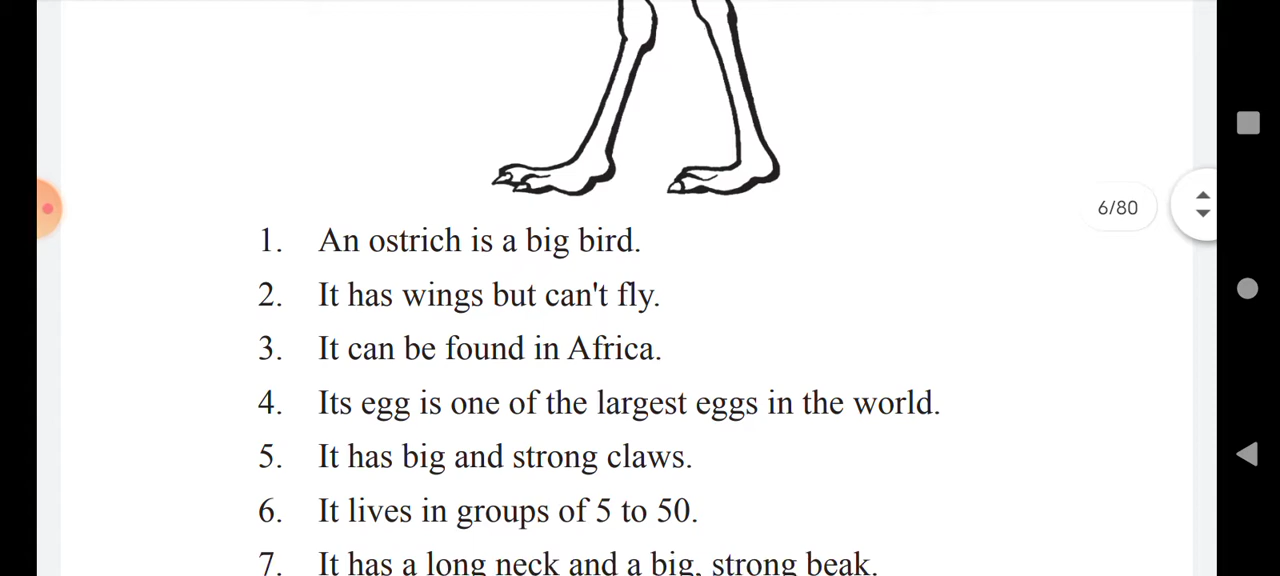 6/80
1. An ostrich is a big bird.
2. It has wings but can't fly.
3. It can be found in Africa.
4. Its egg is one of the largest eggs in the world.
5. It has big and strong claws.
6. It lives in groups of 5 to 50.
7. It has a long neck and a big, strong beak.